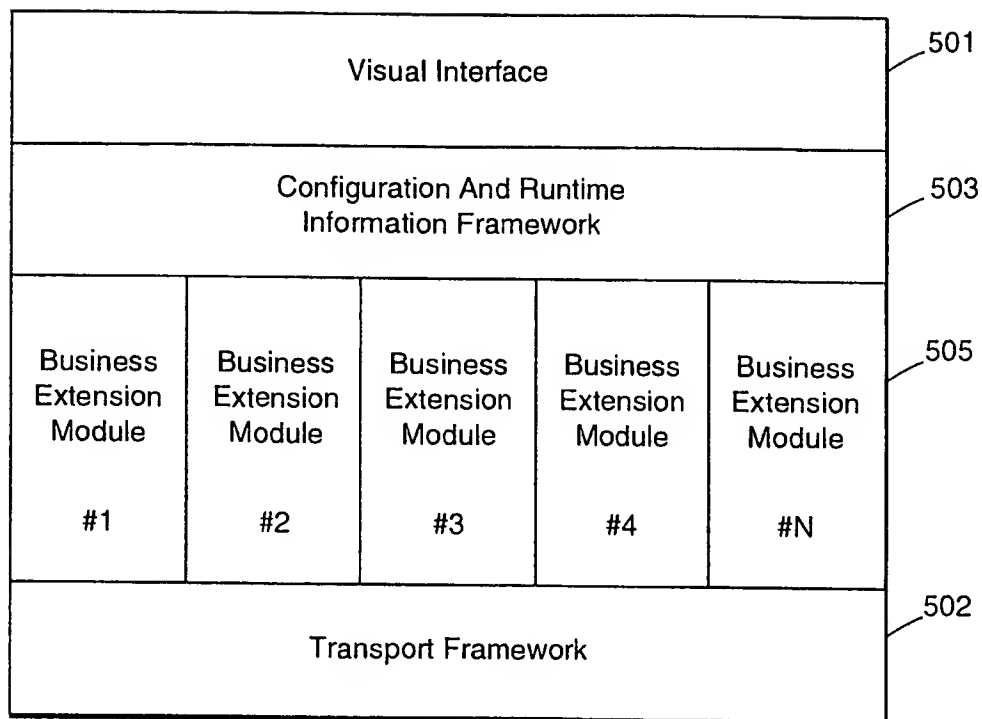 Visual Interface
501
Configuration And Runtime
Information Framework
503
Business
Extension
Module
#1
Business
Extension
Module
#2
Business
Extension
Module
#3
Business
Extension
Module
#4
Business
Extension
Module
#N
505
Transport Framework
502